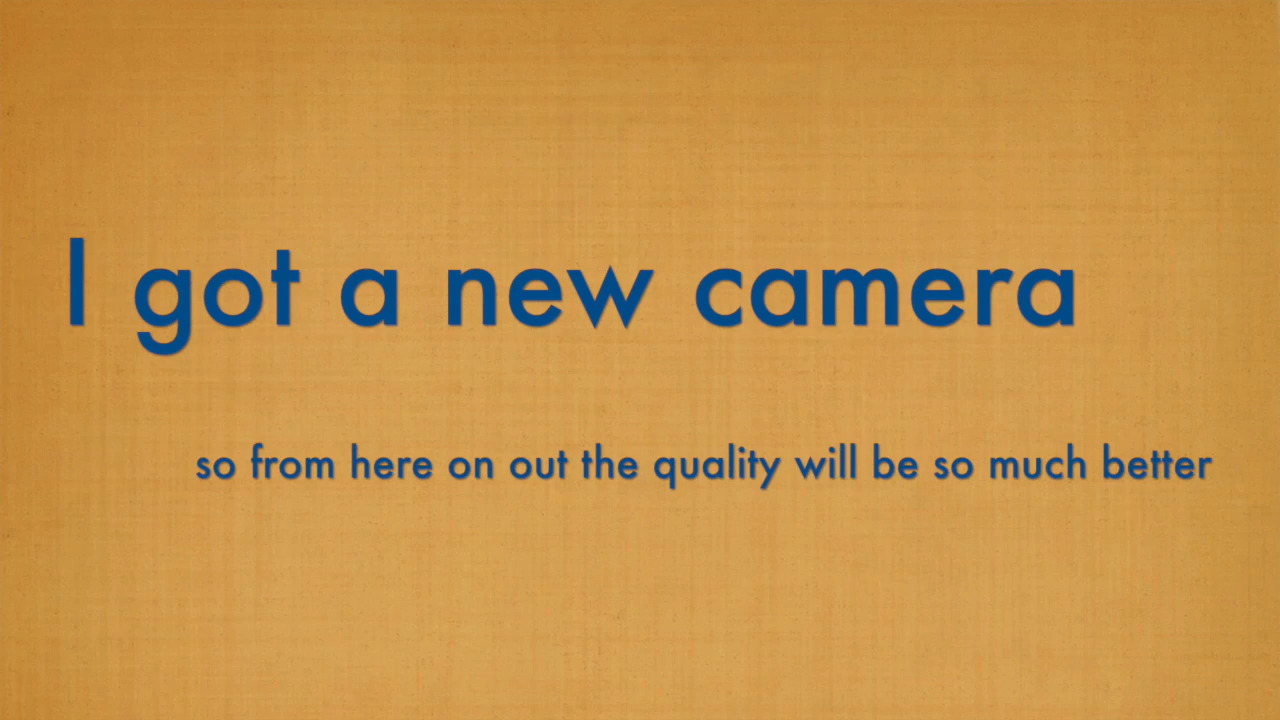 I got a new camera
so from here on out the quality will be so much better